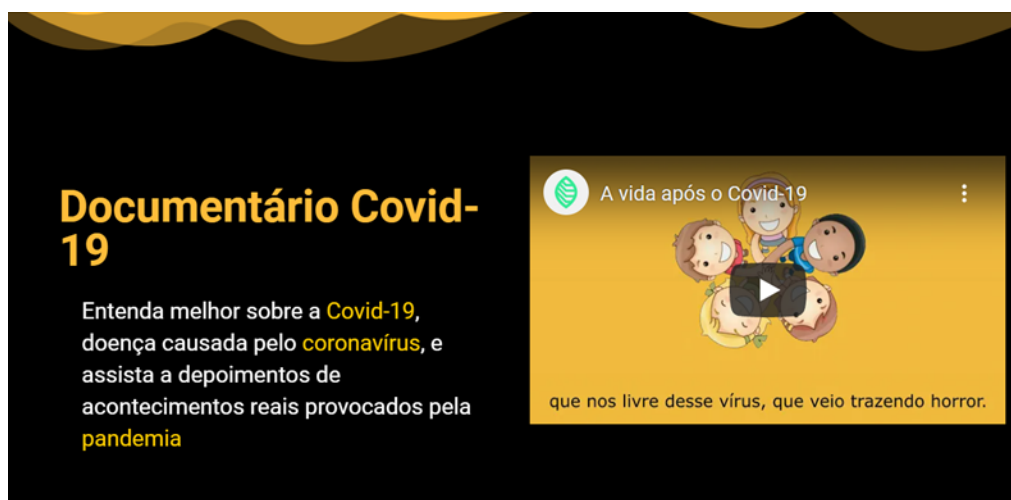 Documentário Covid-
19
Entenda melhor sobre a Covid-19,
doença causada pelo coronavírus, e
assista a depoimentos de
acontecimentos reais provocados pela
pandemia
A vida após o Covid-19
que nos livre desse vírus, que veio trazendo horror.